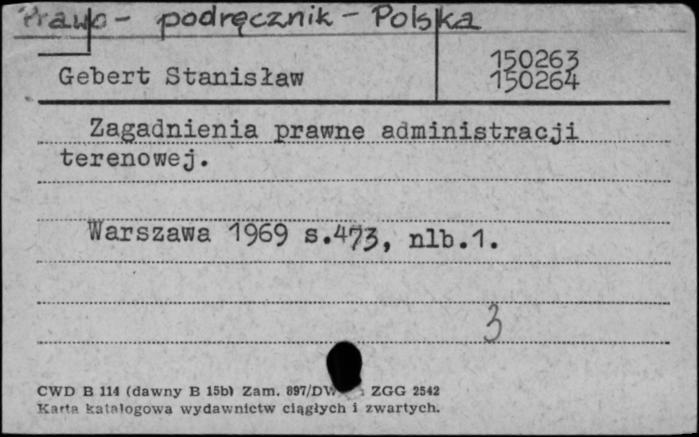 Prawo - podręcznik - Polska
Gebert Stanisław
150263
150264
Zagadnienia prawne administracji
terenowej.
Warszawa 1969 s.473, nlb.1.
3
CWD B 114 (dawny B 15b) Zam. 897/DW ZGG 2542
Karta katalogowa wydawnictw ciągłych i zwartych.